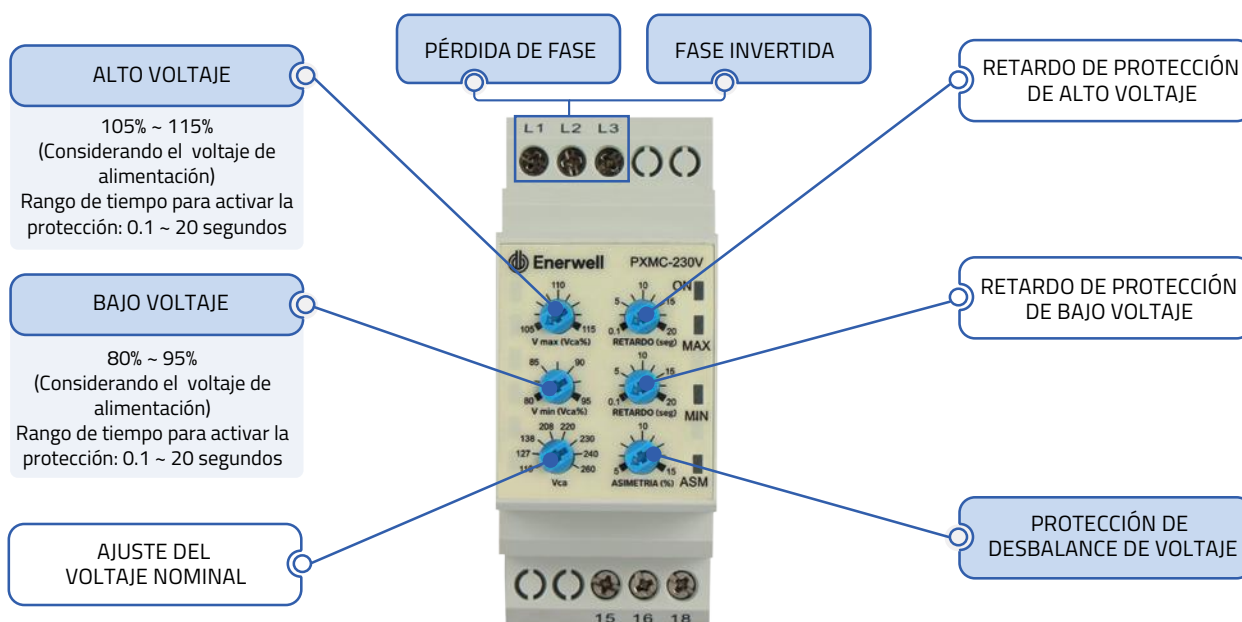 PÉRDIDA DE FASE
FASE INVERTIDA
ALTO VOLTAJE
105% ~ 115%
(Considerando el voltaje de
alimentación)
Rango de tiempo para activar la
protección: 0.1 ~ 20 segundos
RETARDO DE PROTECCIÓN
DE ALTO VOLTAJE
BAJO VOLTAJE
80% ~ 95%
(Considerando el voltaje de
alimentación)
Rango de tiempo para activar la
protección: 0.1 ~ 20 segundos
RETARDO DE PROTECCIÓN
DE BAJO VOLTAJE
AJUSTE DEL
VOLTAJE NOMINAL
PROTECCIÓN DE
DESBALANCE DE VOLTAJE
L1 L2 L3
Enerwell PXMC-230V
110
105 115
V max (Vca%)
10
5 15
0.1 20
RETARDO (seg)
ON
MAX
85 90
80 95
V min (Vca%)
10
5 15
0.1 20
RETARDO (seg)
MIN
208 220
138 230
127 240
260
Vca
10
5 15
ASIMETRIA (%)
ASM
15 16 18